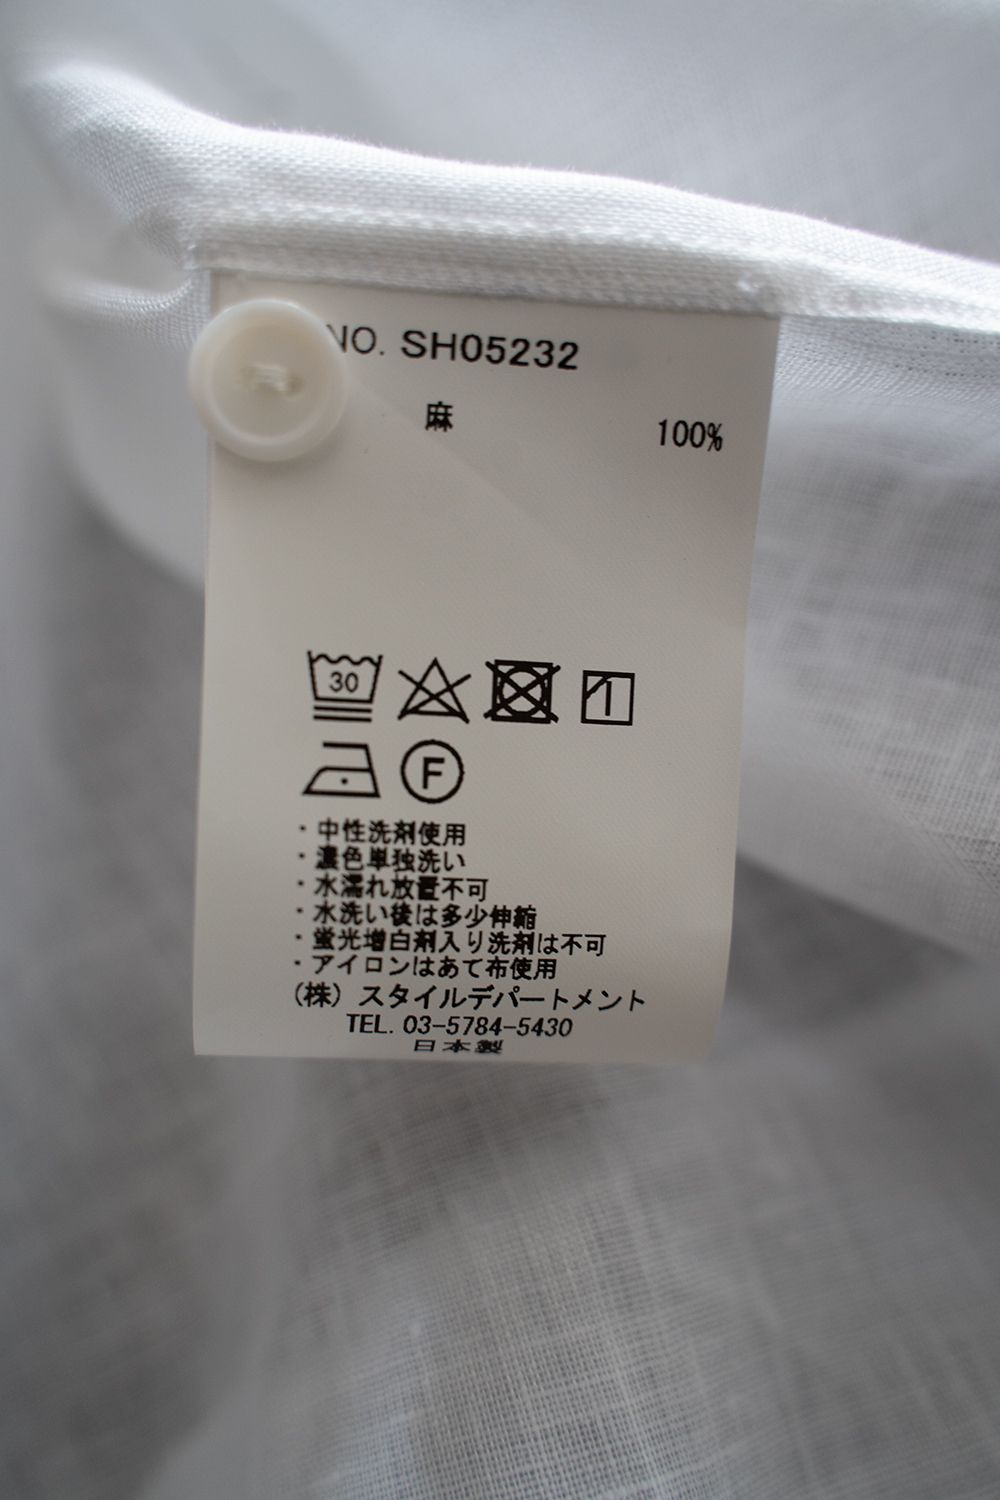 NO. SH05232
麻 100%
30
F
・中性洗剤使用
・濃色単独洗い
・水濡れ放置不可
・水洗い後は多少伸縮
・蛍光増白剤入り洗剤は不可
・アイロンはあて布使用
(株) スタイルデパートメント
TEL. 03-5784-5430
日本製